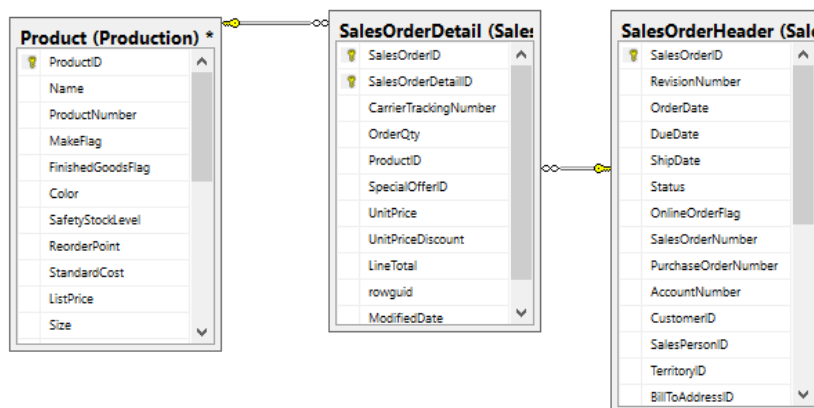 Product (Production) *
ProductID
Name
ProductNumber
MakeFlag
FinishedGoodsFlag
Color
SafetyStockLevel
ReorderPoint
StandardCost
ListPrice
Size
SalesOrderDetail (Sales
SalesOrderID
SalesOrderDetailID
CarrierTrackingNumber
OrderQty
ProductID
SpecialOfferID
UnitPrice
UnitPriceDiscount
LineTotal
rowguid
ModifiedDate
SalesOrderHeader (Sale
SalesOrderID
RevisionNumber
OrderDate
DueDate
ShipDate
Status
OnlineOrderFlag
SalesOrderNumber
PurchaseOrderNumber
AccountNumber
CustomerID
SalesPersonID
TerritoryID
BillToAddressID